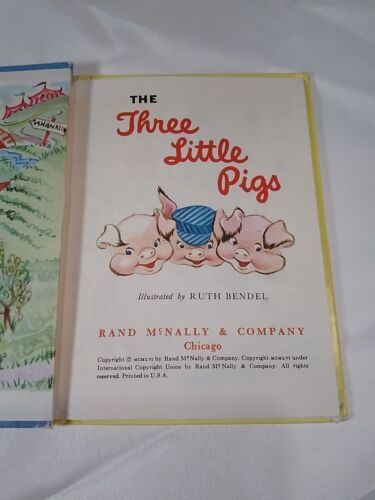 SHANKLI
THE
Three
Little
Pigs
Illustrated by RUTH BENDEL
RAND MᶜNALLY & COMPANY
Chicago
Copyright © MCMLVI by Rand MᶜNally & Company. Copyright MCMLVI under
International Copyright Union by Rand MᶜNally & Company. All rights
reserved. Printed in U.S.A.